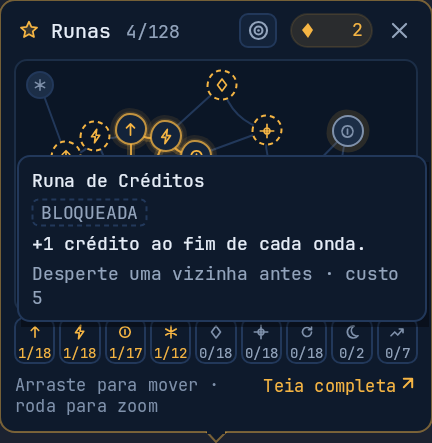 Runas 4/128 2
Runa de Créditos
BLOQUEADA
+1 crédito ao fim de cada onda.
Desperte uma vizinha antes · custo
5
1/18 1/18 1/17 1/12 0/18 0/18 0/18 0/2 0/7
Arraste para mover · Teia completa
roda para zoom